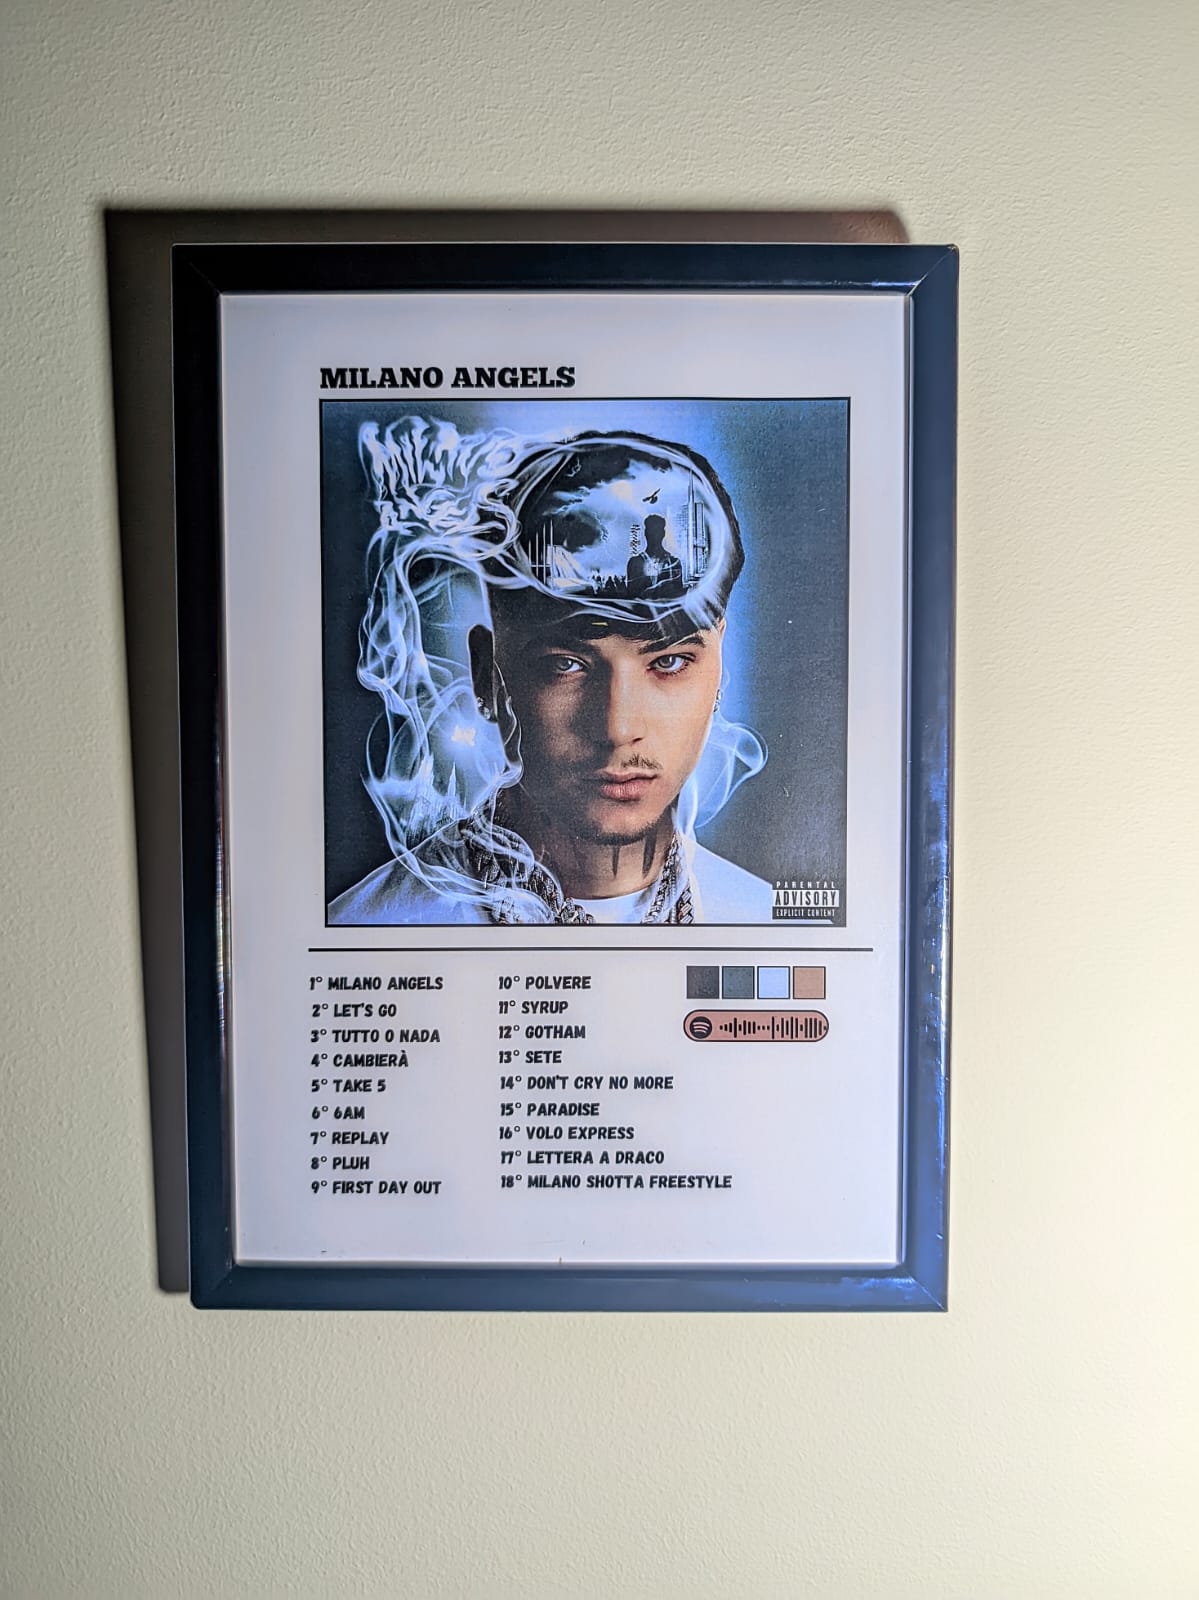 MILANO ANGELS
MILANO
ANGELS
PARENTAL
ADVISORY
EXPLICIT CONTENT
1° MILANO ANGELS
2° LET'S GO
3° TUTTO O NADA
4° CAMBIERÀ
5° TAKE 5
6° 6AM
7° REPLAY
8° PLUH
9° FIRST DAY OUT
10° POLVERE
11° SYRUP
12° GOTHAM
13° SETE
14° DON'T CRY NO MORE
15° PARADISE
16° VOLO EXPRESS
17° LETTERA A DRACO
18° MILANO SHOTTA FREESTYLE